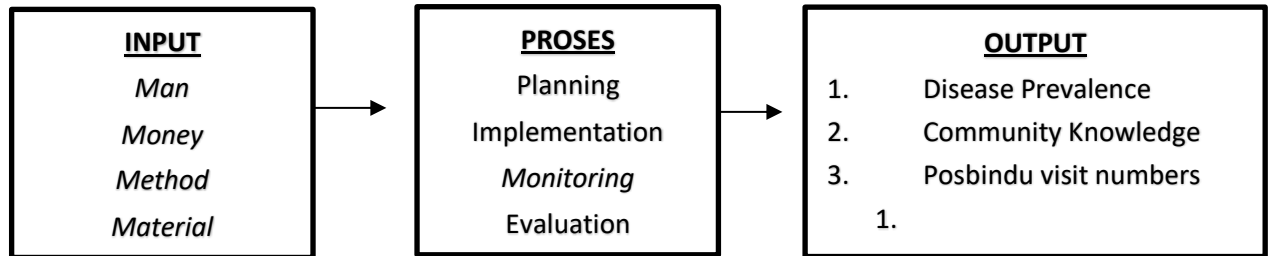 INPUT
Man
Money
Method
Material
PROSES
Planning
Implementation
Monitoring
Evaluation
OUTPUT
1. Disease Prevalence
2. Community Knowledge
3. Posbindu visit numbers
1.